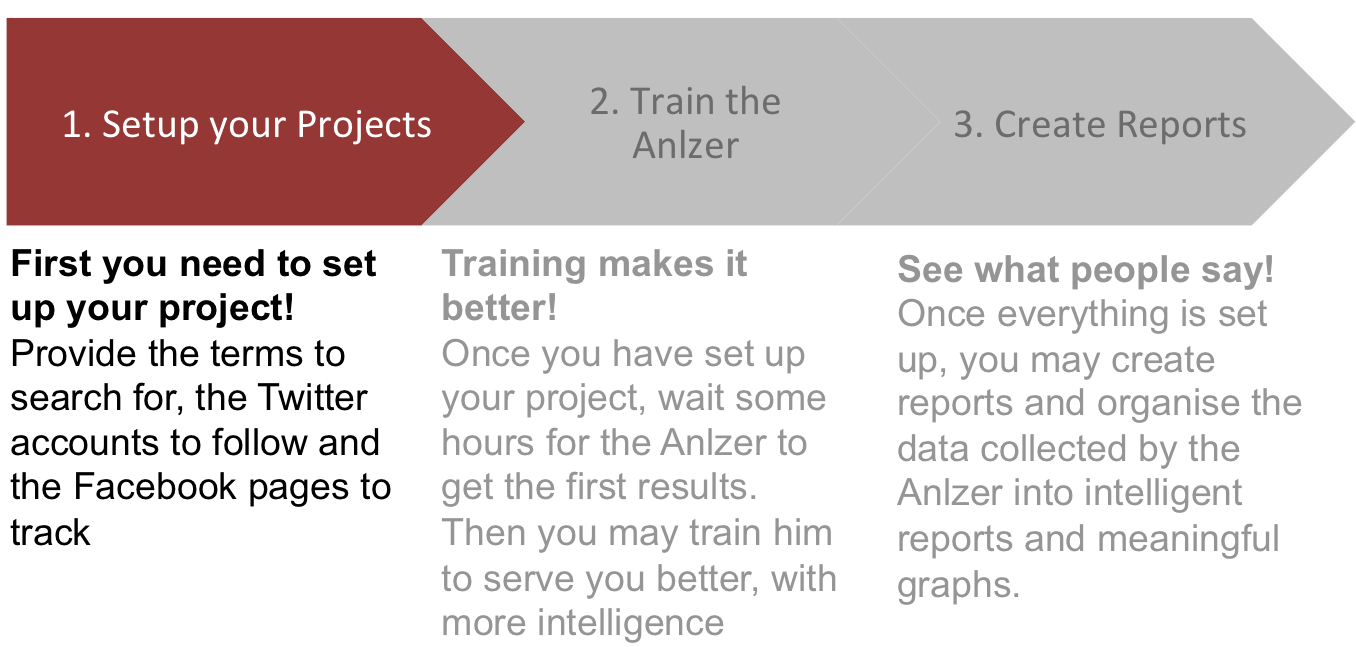 1. Setup your Projects
2. Train the
Anlzer
3. Create Reports
First you need to set
up your project!
Provide the terms to
search for, the Twitter
accounts to follow and
the Facebook pages to
track
Training makes it
better!
Once you have set up
your project, wait some
hours for the Anlzer to
get the first results.
Then you may train him
to serve you better, with
more intelligence
See what people say!
Once everything is set
up, you may create
reports and organise the
data collected by the
Anlzer into intelligent
reports and meaningful
graphs.